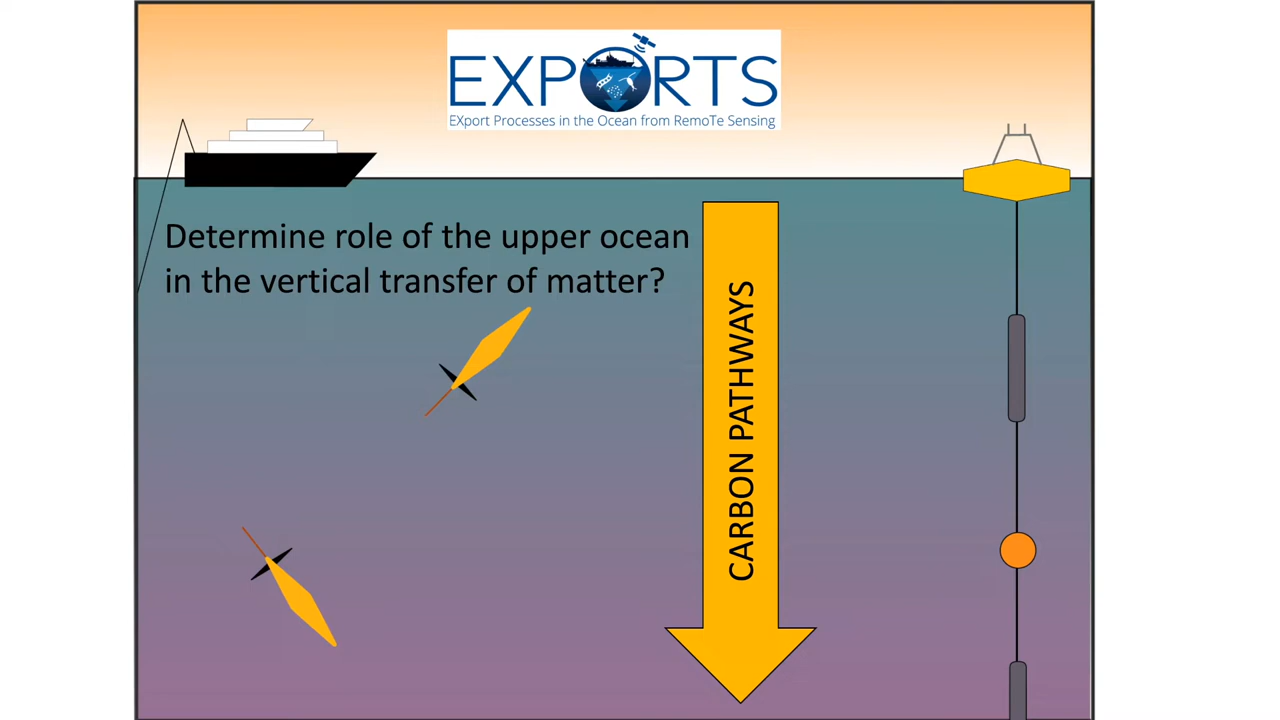 EXPORTS
EXport Processes in the Ocean from RemoTe Sensing
Determine role of the upper ocean
in the vertical transfer of matter?
CARBON PATHWAYS